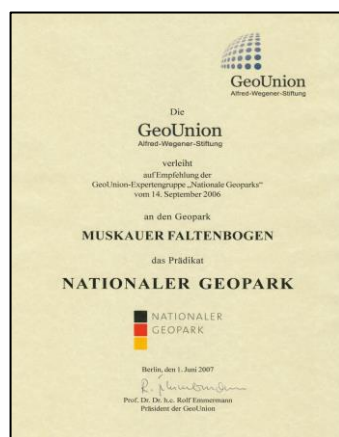 GeoUnion
Alfred-Wegener-Stiftung
Die
GeoUnion
Alfred-Wegener-Stiftung
verleiht
auf Empfehlung der
GeoUnion-Expertengruppe „Nationale Geoparks“
vom 14. September 2006
an den Geopark
MUSKAUER FALTENBOGEN
das Prädikat
NATIONALER GEOPARK
NATIONALER
GEOPARK
Berlin, den 1. Juni 2007
Prof. Dr. Dr. h.c. Rolf Emmermann
Präsident der GeoUnion